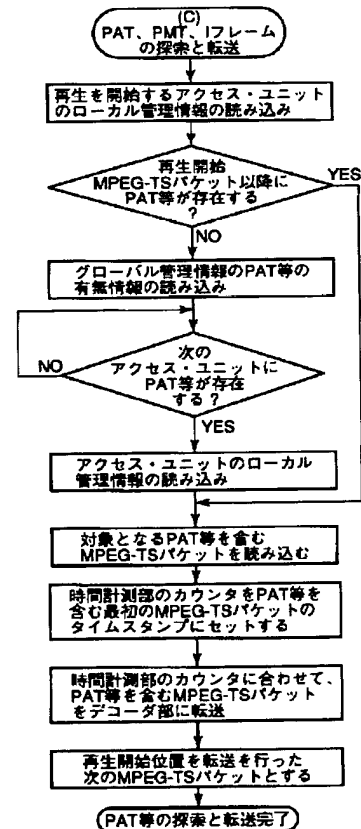 (C)
PAT、PMT、Iフレーム
の探索と転送
再生を開始するアクセス・ユニット
のローカル管理情報の読み込み
再生開始
MPEG-TSパケット以降に
PAT等が存在する
?
YES
NO
グローバル管理情報のPAT等の
有無情報の読み込み
次の
アクセス・ユニットに
PAT等が存在
する?
NO
YES
アクセス・ユニットのローカル
管理情報の読み込み
対象となるPAT等を含む
MPEG-TSパケットを読み込む
時間計測部のカウンタをPAT等を
含む最初のMPEG-TSパケットの
タイムスタンプにセットする
時間計測部のカウンタに合わせて、
PAT等を含むMPEG-TSパケット
をデコーダ部に転送
再生開始位置を転送を行った
次のMPEG-TSパケットとする
PAT等の探索と転送完了